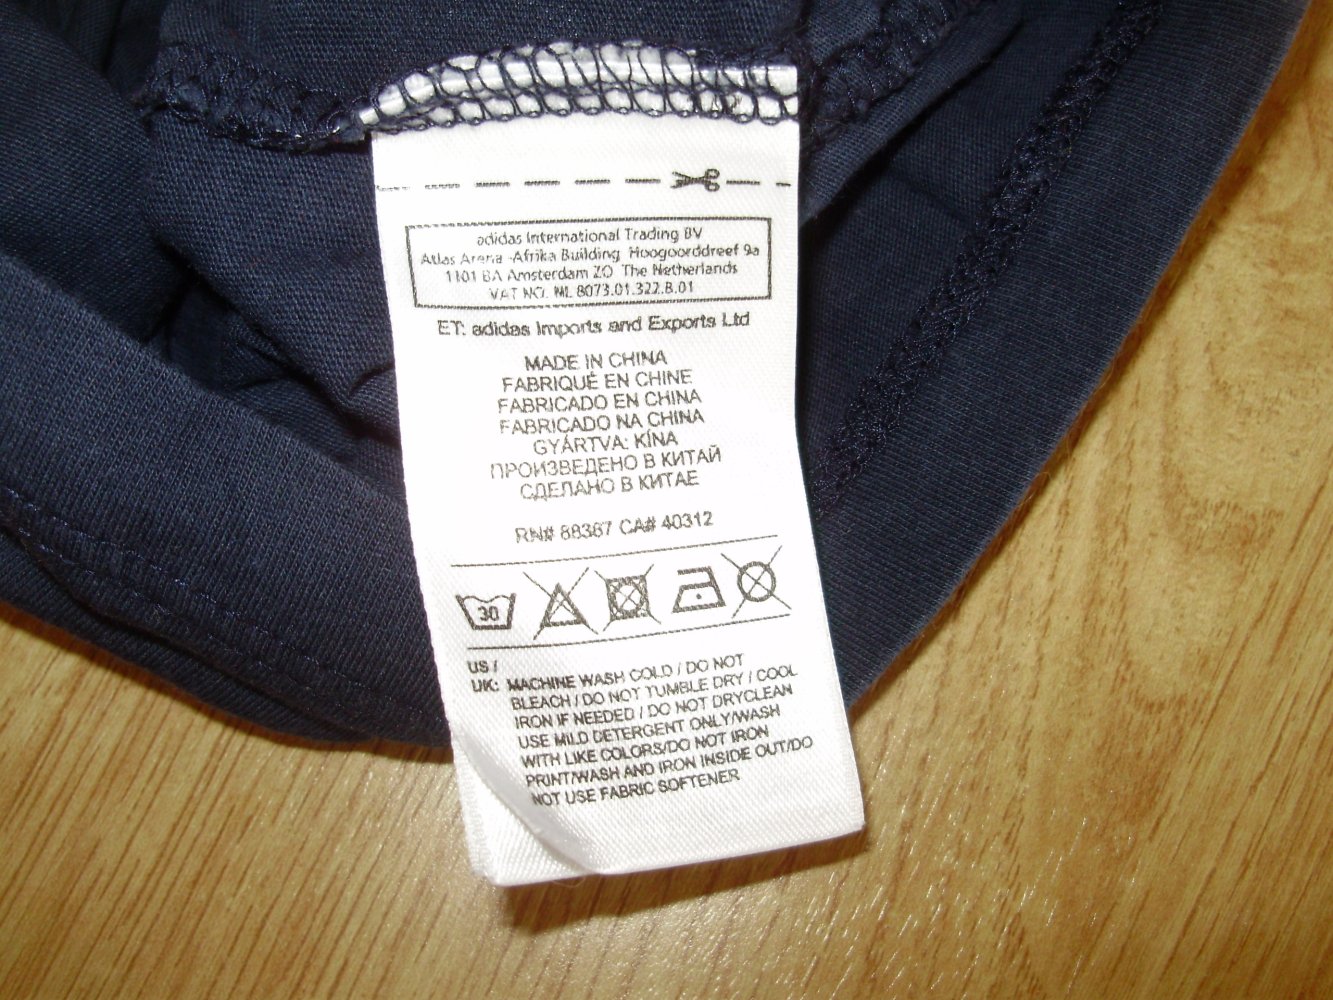 adidas International Trading BV
Atlas Arena -Afrika Building Hoogoorddreef 9a
1101 BA Amsterdam ZO The Netherlands
VAT NO. NL 8073.01.322.B.01
ET: adidas Imports and Exports Ltd
MADE IN CHINA
FABRIQUÉ EN CHINE
FABRICADO EN CHINA
FABRICADO NA CHINA
GYÁRTVA: KÍNA
ПРОИЗВЕДЕНО В КИТАЙ
СДЕЛАНО В КИТАЕ
RN# 88387 CA# 40312
30
US /
UK: MACHINE WASH COLD / DO NOT
BLEACH / DO NOT TUMBLE DRY / COOL
IRON IF NEEDED / DO NOT DRYCLEAN
USE MILD DETERGENT ONLY/WASH
WITH LIKE COLORS/DO NOT IRON
PRINT/WASH AND IRON INSIDE OUT/DO
NOT USE FABRIC SOFTENER